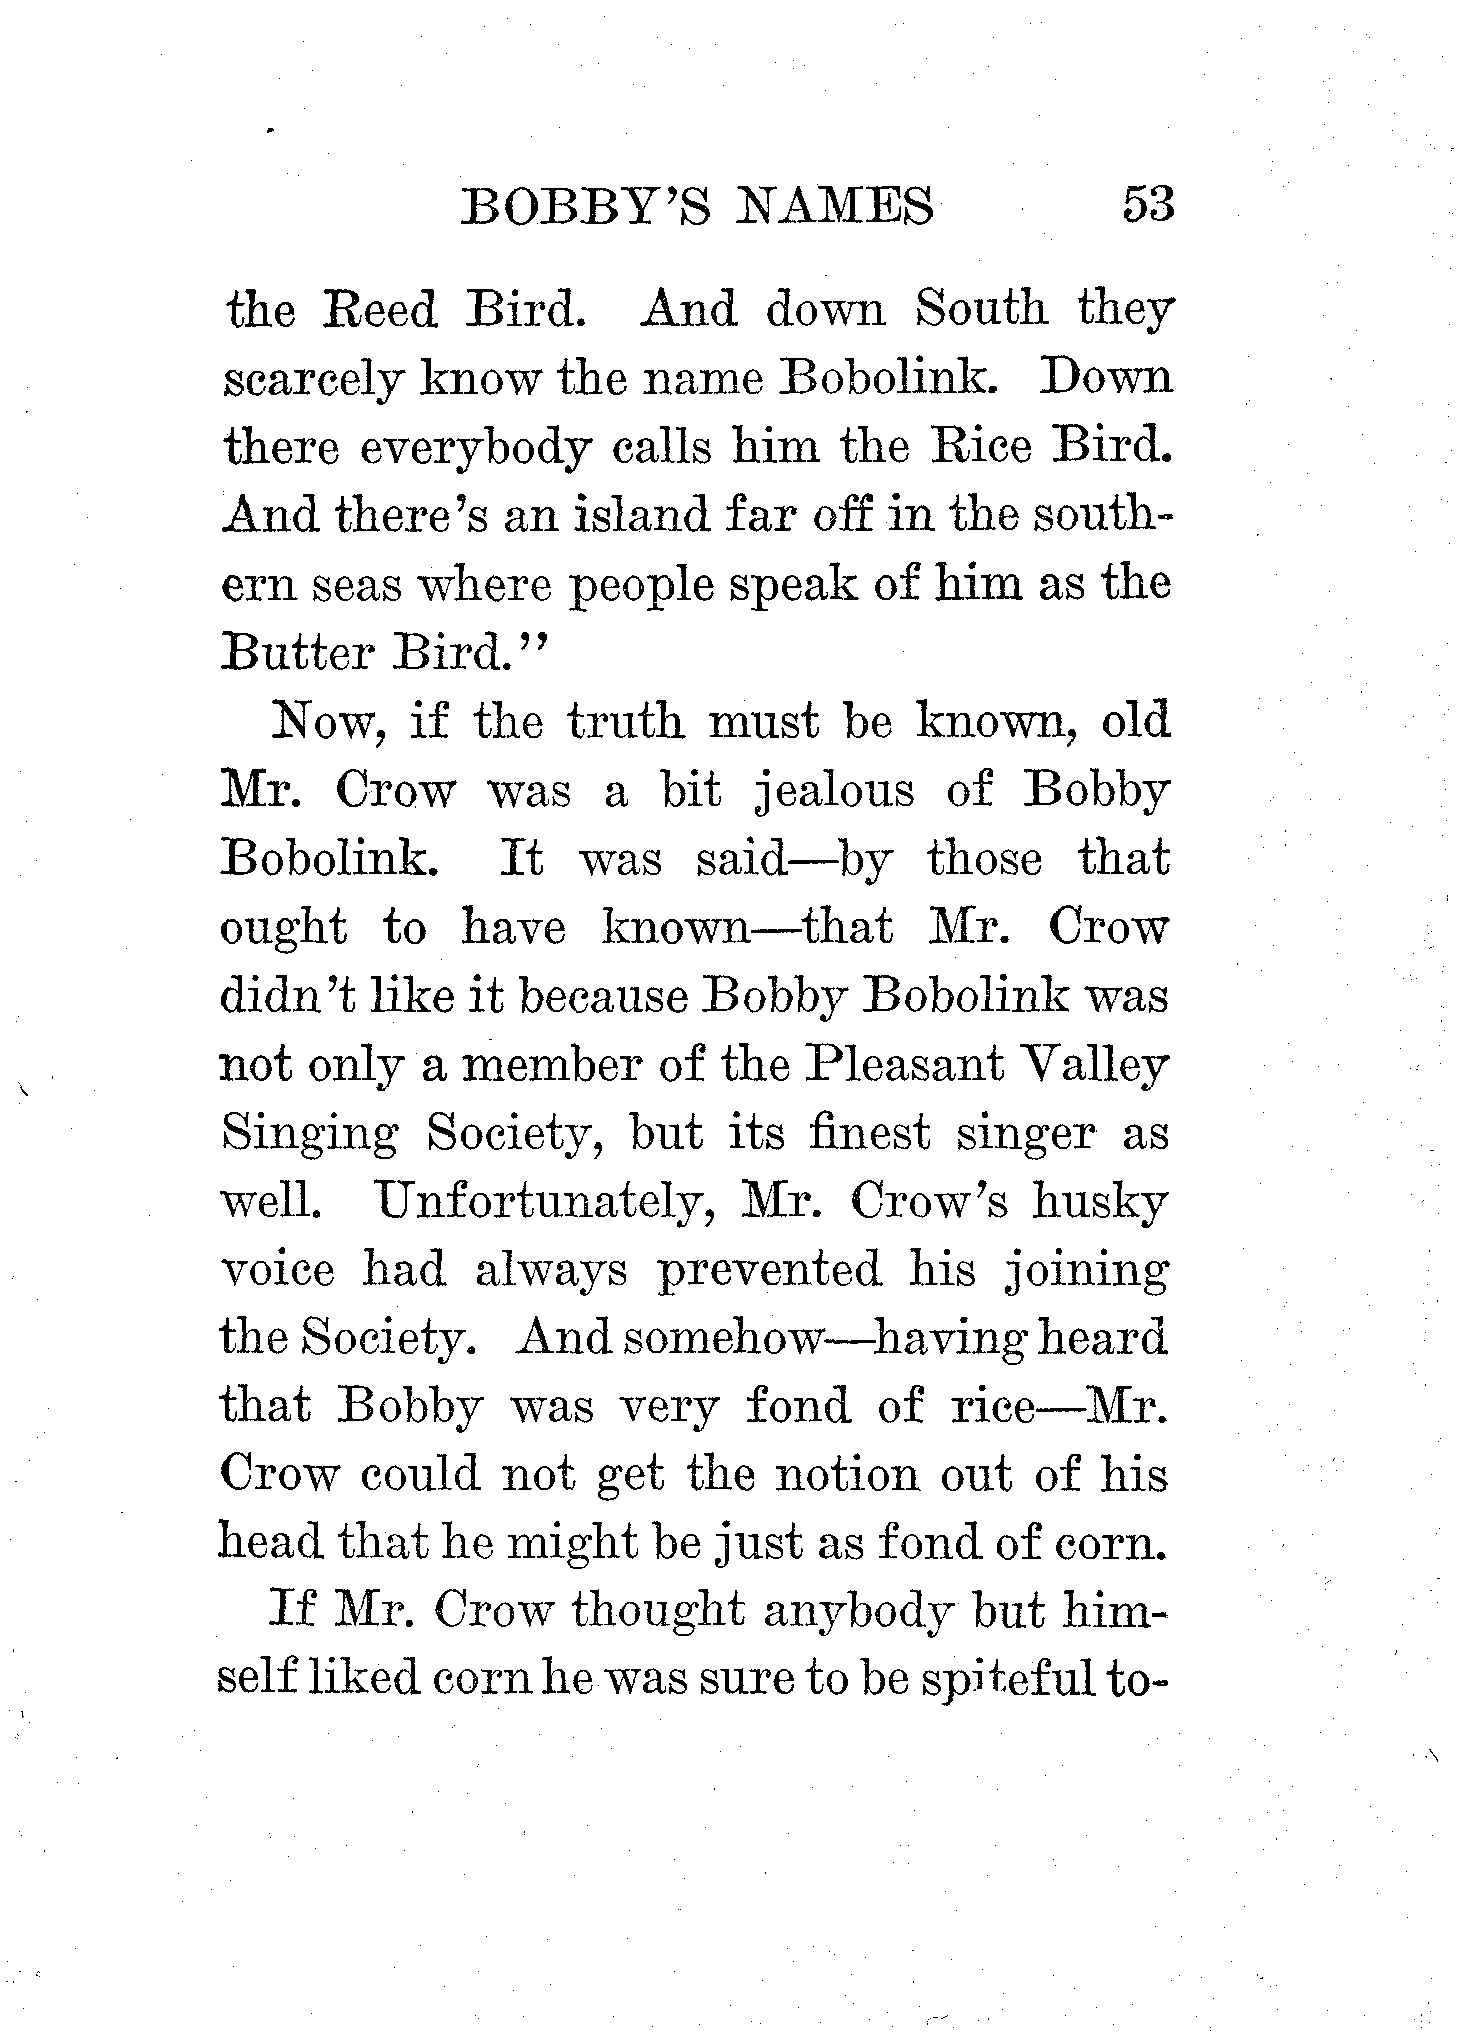 BOBBY'S NAMES 53
the Reed Bird. And down South they
scarcely know the name Bobolink. Down
there everybody calls him the Rice Bird.
And there's an island far off in the south-
ern seas where people speak of him as the
Butter Bird."
Now, if the truth must be known, old
Mr. Crow was a bit jealous of Bobby
Bobolink. It was said—by those that
ought to have known—that Mr. Crow
didn't like it because Bobby Bobolink was
not only a member of the Pleasant Valley
Singing Society, but its finest singer as
well. Unfortunately, Mr. Crow's husky
voice had always prevented his joining
the Society. And somehow—having heard
that Bobby was very fond of rice—Mr.
Crow could not get the notion out of his
head that he might be just as fond of corn.
If Mr. Crow thought anybody but him-
self liked corn he was sure to be spiteful to-